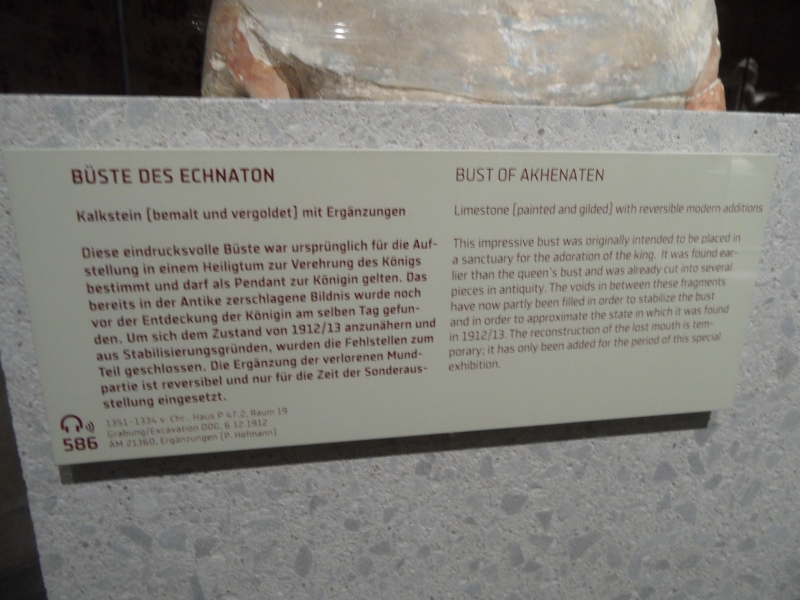 BÜSTE DES ECHNATON
Kalkstein [bemalt und vergoldet] mit Ergänzungen
Diese eindrucksvolle Büste war ursprünglich für die Auf-
stellung in einem Heiligtum zur Verehrung des Königs
bestimmt und darf als Pendant zur Königin gelten. Das
bereits in der Antike zerschlagene Bildnis wurde noch
vor der Entdeckung der Königin am selben Tag gefun-
den. Um sich dem Zustand von 1912/13 anzunähern und
aus Stabilisierungsgründen, wurden die Fehlstellen zum
Teil geschlossen. Die Ergänzung der verlorenen Mund-
partie ist reversibel und nur für die Zeit der Sonderaus-
stellung eingesetzt.
586
1351-1334 v. Chr., Haus P 47.2, Raum 19
Grabung/Excavation DOG, 6.12.1912
ÄM 21360, Ergänzungen [P. Hofmann]
BUST OF AKHENATEN
Limestone [painted and gilded] with reversible modern additions
This impressive bust was originally intended to be placed in
a sanctuary for the adoration of the king. It was found ear-
lier than the queen's bust and was already cut into several
pieces in antiquity. The voids in between these fragments
have now partly been filled in order to stabilize the bust
and in order to approximate the state in which it was found
in 1912/13. The reconstruction of the lost mouth is tem-
porary; it has only been added for the period of this special
exhibition.